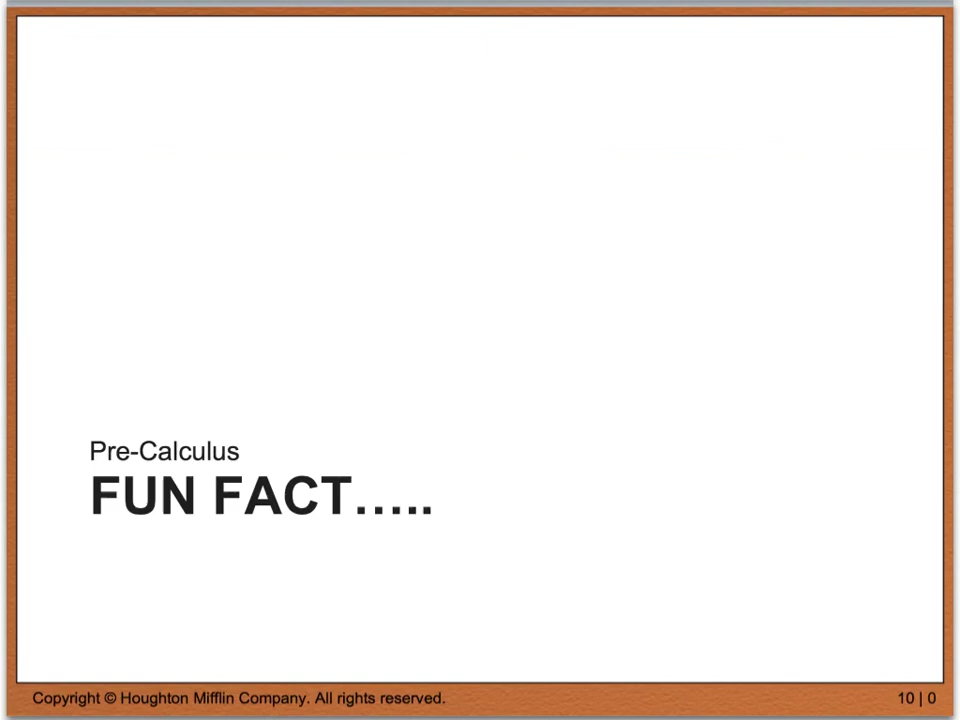 Pre-Calculus
FUN FACT…..
Copyright © Houghton Mifflin Company. All rights reserved.
10 | 0